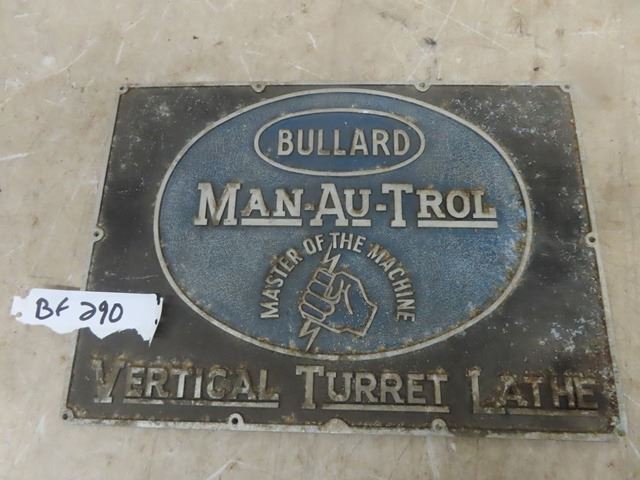 BULLARD
MAN-AU-TROL
MASTER OF THE MACHINE
BF 290
VERTICAL TURRET LATHE